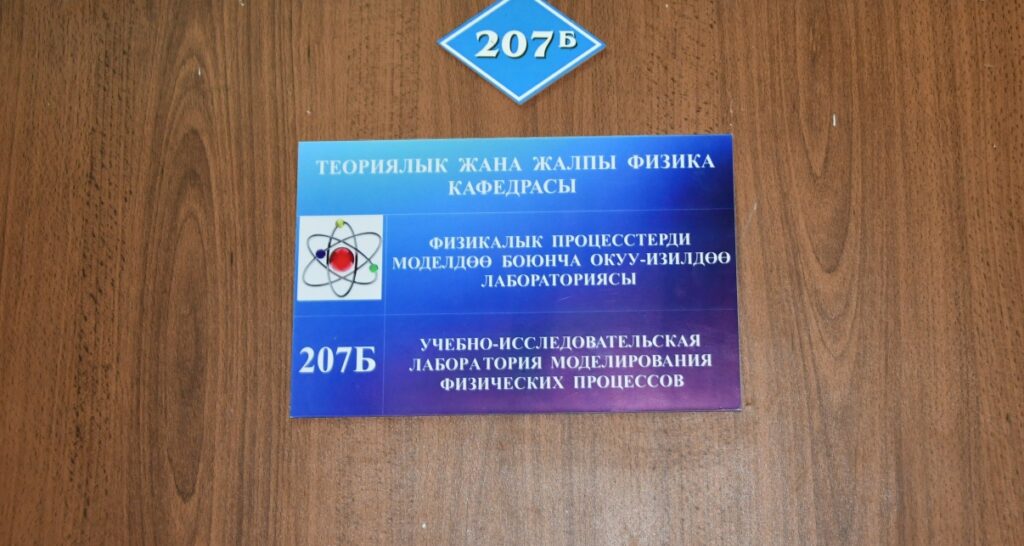 207Б
ТЕОРИЯЛЫК ЖАНА ЖАЛПЫ ФИЗИКА
КАФЕДРАСЫ
ФИЗИКАЛЫК ПРОЦЕССТЕРДИ
МОДЕЛДӨӨ БОЮНЧА ОКУУ-ИЗИЛДӨӨ
ЛАБОРАТОРИЯСЫ
207Б
УЧЕБНО-ИССЛЕДОВАТЕЛЬСКАЯ
ЛАБОРАТОРИЯ МОДЕЛИРОВАНИЯ
ФИЗИЧЕСКИХ ПРОЦЕССОВ